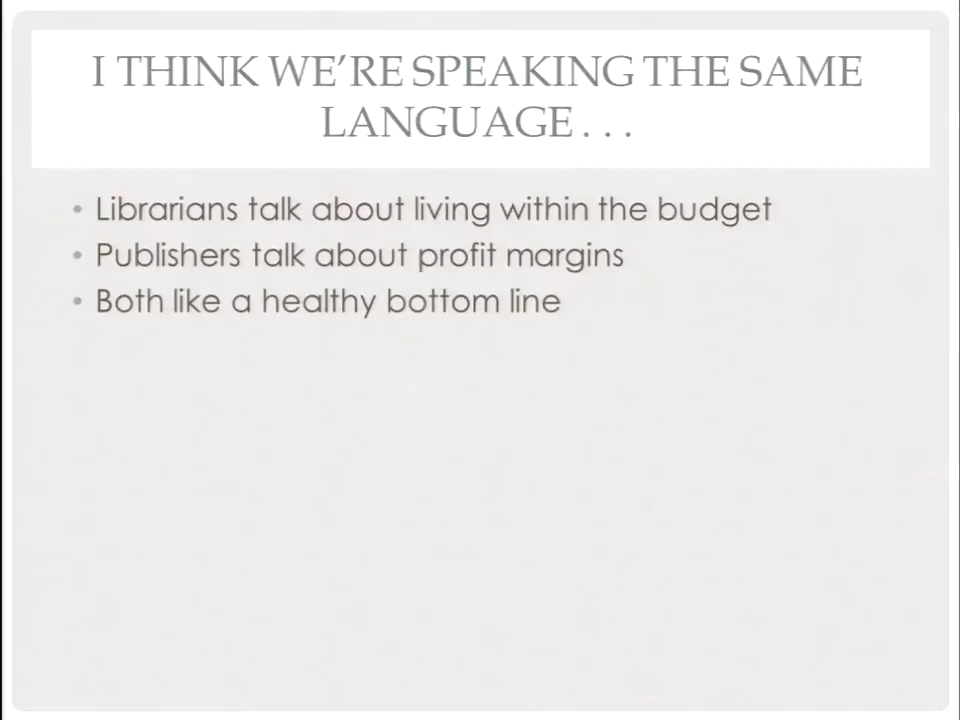 I THINK WE’RE SPEAKING THE SAME
LANGUAGE . . .
• Librarians talk about living within the budget
• Publishers talk about profit margins
• Both like a healthy bottom line